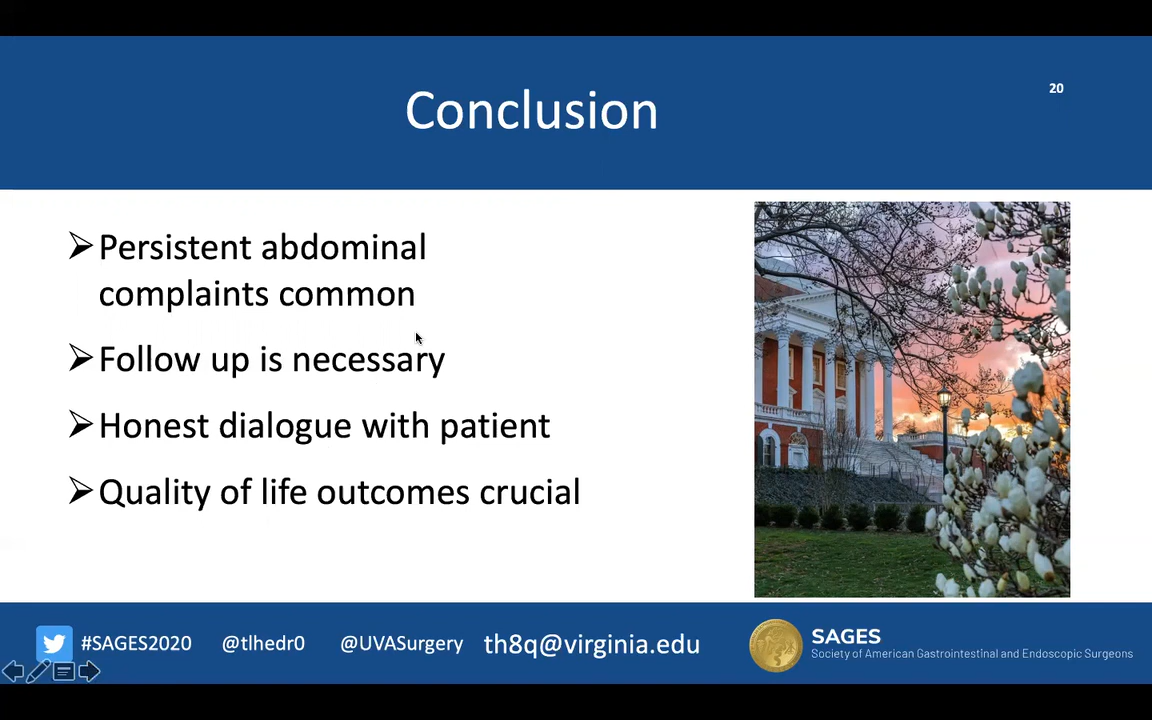 Conclusion
20
Persistent abdominal
complaints common
Follow up is necessary
Honest dialogue with patient
Quality of life outcomes crucial
#SAGES2020 @tlhedr0 @UVASurgery th8q@virginia.edu
SAGES
Society of American Gastrointestinal and Endoscopic Surgeons